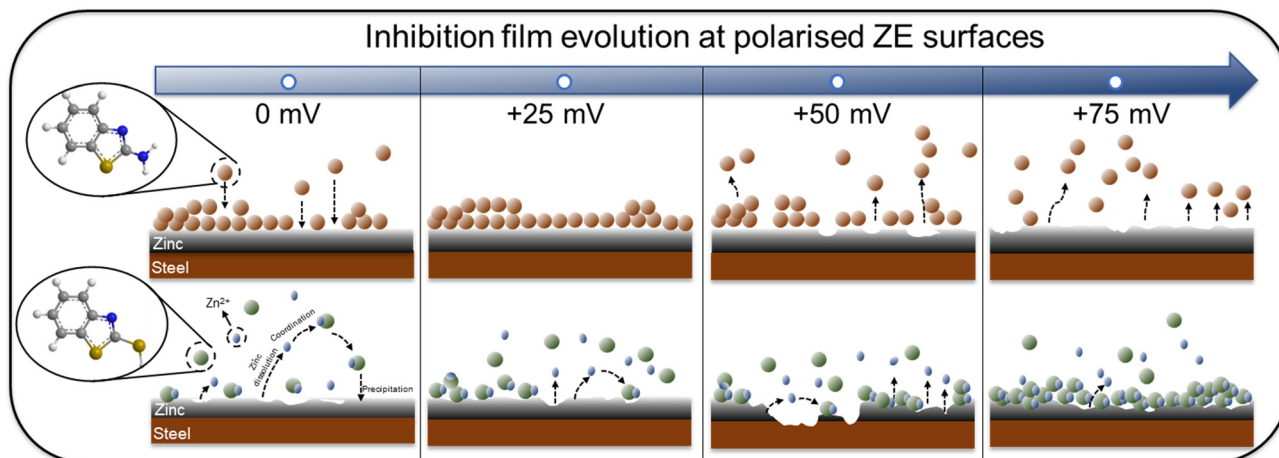 Inhibition film evolution at polarised ZE surfaces
0 mV
+25 mV
+50 mV
+75 mV
Zinc
Steel
Zn²⁺
Zinc
dissolution
Coordination
Precipitation
Zinc
Steel